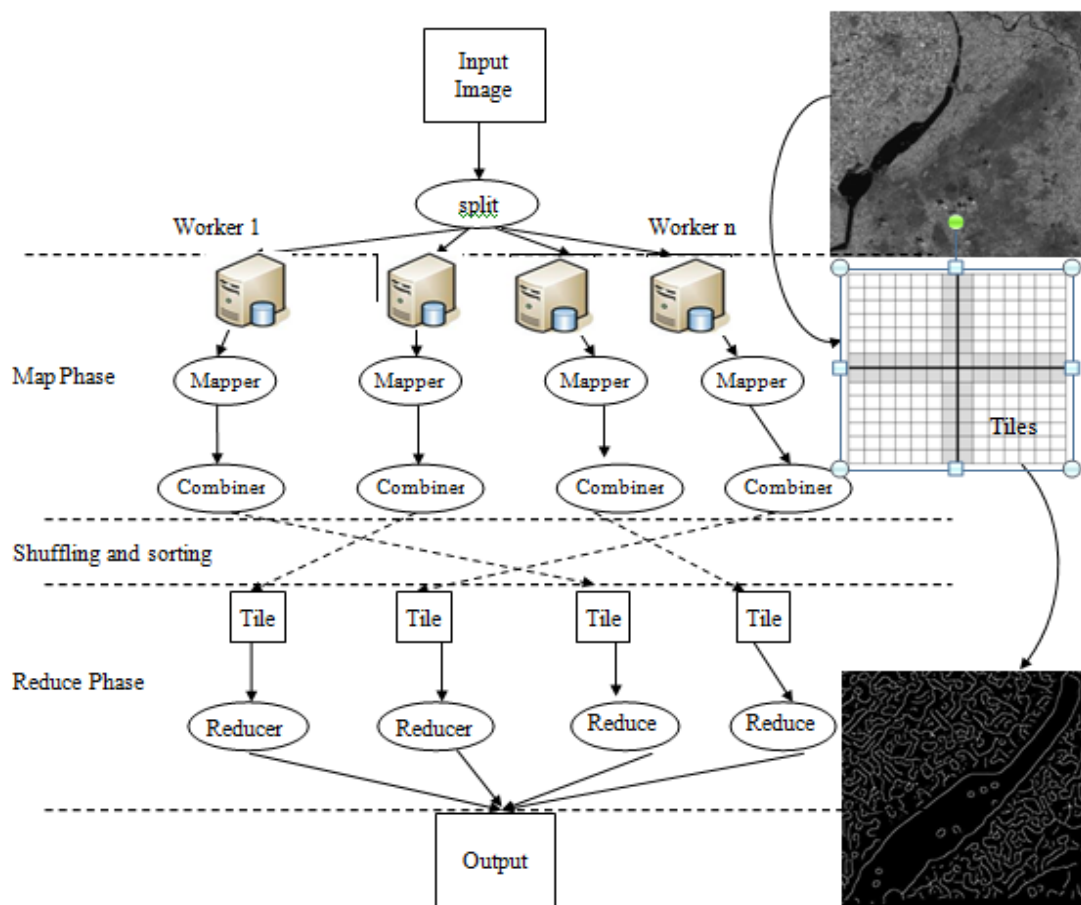 Input
Image
split
Worker 1
Worker n
Map Phase
Mapper
Mapper
Mapper
Mapper
Tiles
Combiner
Combiner
Combiner
Combiner
Shuffling and sorting
Tile
Tile
Tile
Tile
Reduce Phase
Reducer
Reducer
Reduce
Reduce
Output